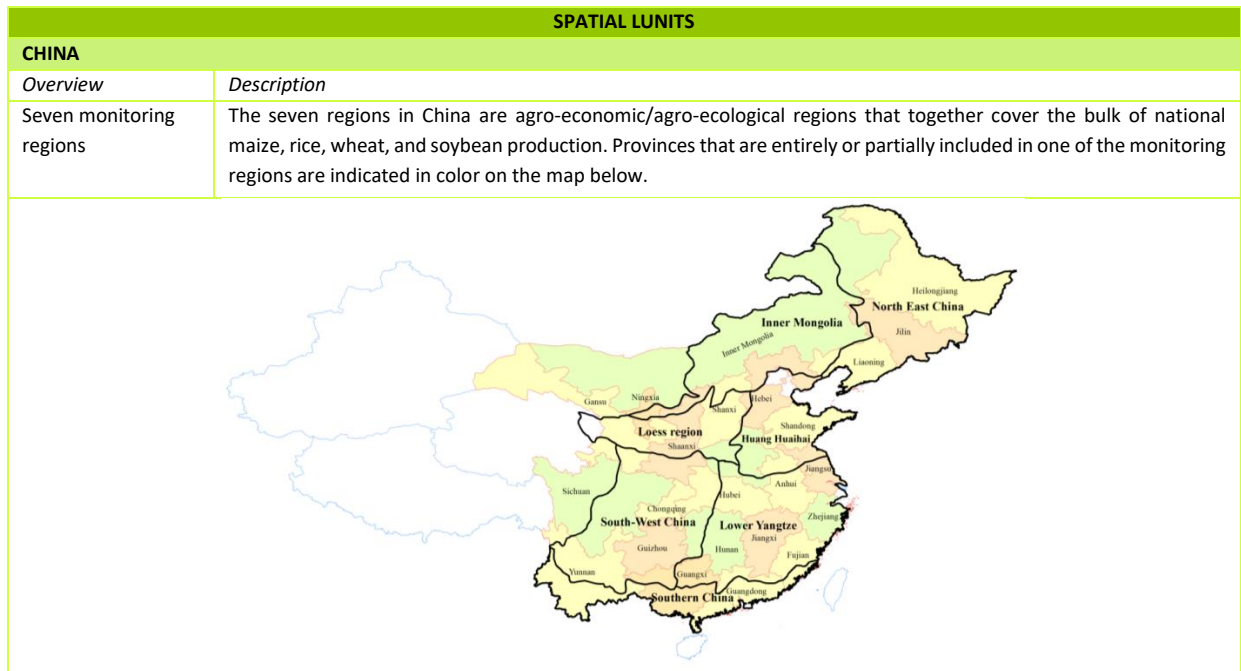 SPATIAL LUNITS
CHINA
Overview Description
Seven monitoring The seven regions in China are agro-economic/agro-ecological regions that together cover the bulk of national
regions maize, rice, wheat, and soybean production. Provinces that are entirely or partially included in one of the monitoring
regions are indicated in color on the map below.
Heilongjiang
North East China
Inner Mongolia
Jilin
Inner Mongolia
Liaoning
Gansu
Ningxia
Hebei
Shanxi
Shandong
Loess region
Huang Huaihai
Shaanxi
Jiangsu
Anhui
Sichuan
Hubei
Chongqing
Zhejiang
South-West China
Lower Yangtze
Jiangxi
Guizhou
Hunan
Fujian
Yunnan
Guangxi
Guangdong
Southern China